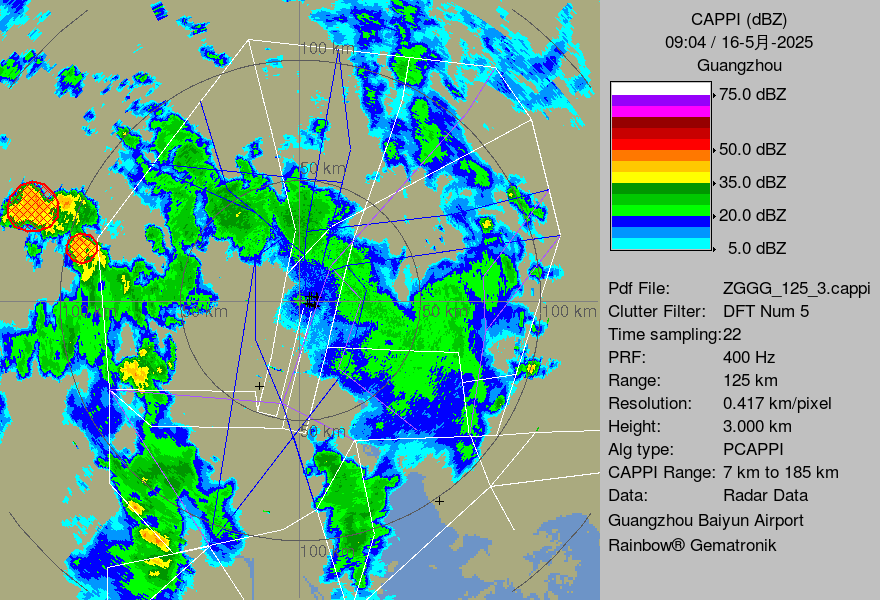 CAPPI (dBZ)
09:04 / 16-5月-2025
Guangzhou
75.0 dBZ
50.0 dBZ
35.0 dBZ
20.0 dBZ
5.0 dBZ
Pdf File: ZGGG_125_3.cappi
Clutter Filter: DFT Num 5
Time sampling:22
PRF: 400 Hz
Range: 125 km
Resolution: 0.417 km/pixel
Height: 3.000 km
Alg type: PCAPPI
CAPPI Range: 7 km to 185 km
Data: Radar Data
Guangzhou Baiyun Airport
Rainbow® Gematronik
100 km
50 km
50 km
100 km
50 km
100 km